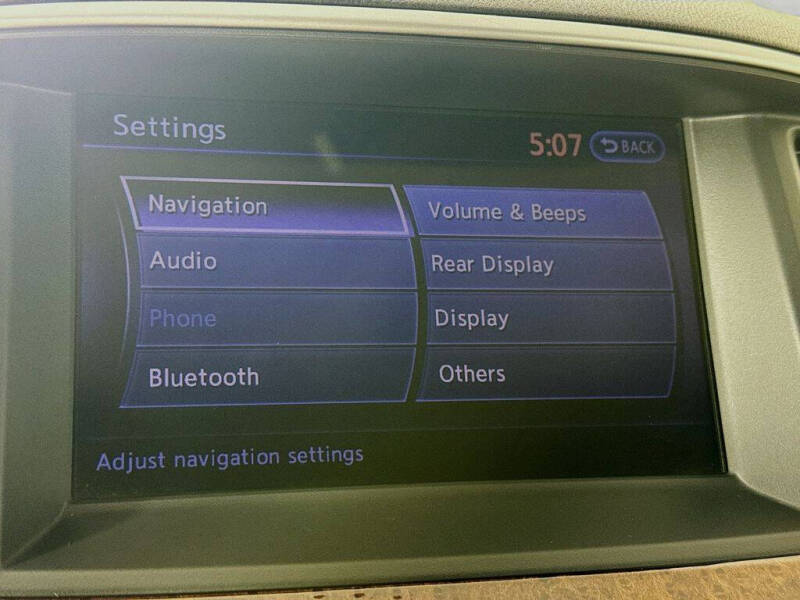 Settings
5:07
BACK
Navigation
Volume & Beeps
Audio
Rear Display
Phone
Display
Bluetooth
Others
Adjust navigation settings